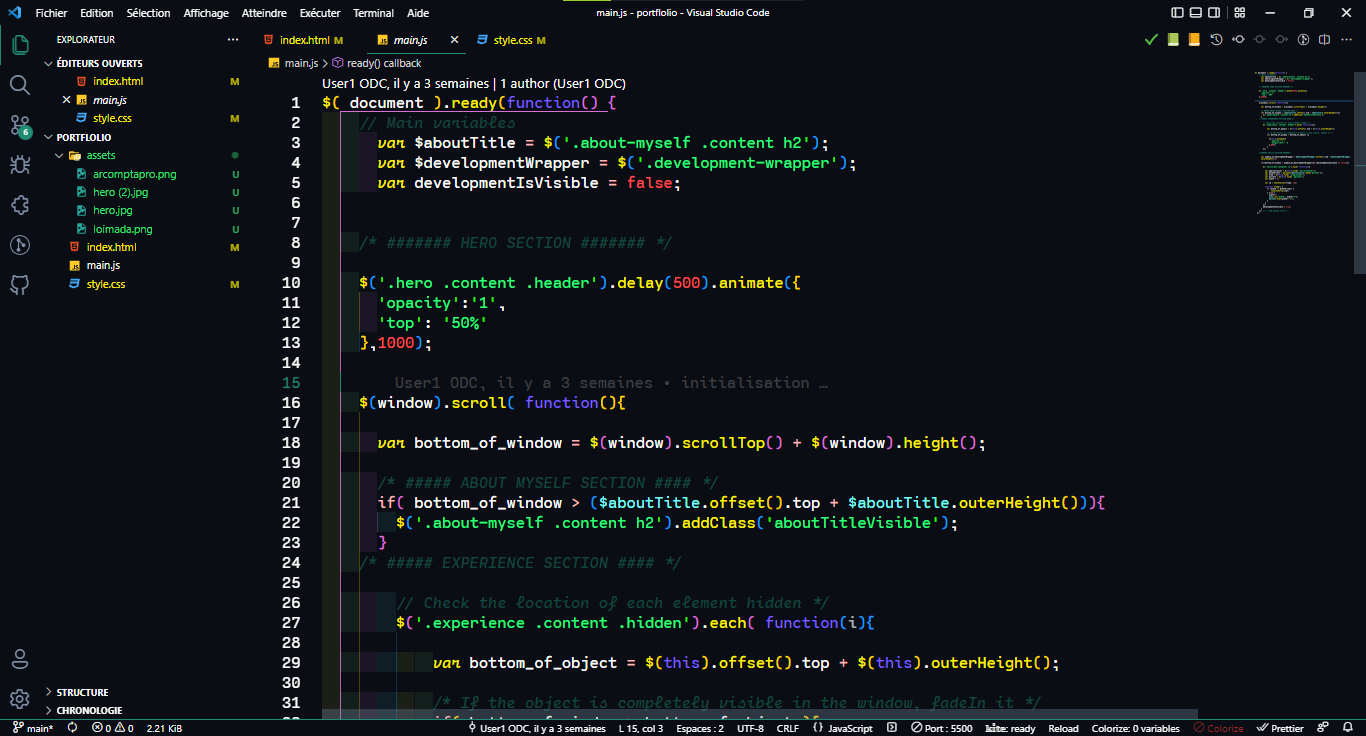 Fichier Edition Sélection Affichage Atteindre Exécuter Terminal Aide
main.js - portflolio - Visual Studio Code
EXPLORATEUR
ÉDITEURS OUVERTS
index.html M
main.js
style.css M
PORTFLOLIO
assets
arcomptapro.png U
hero (2).jpg U
hero.jpg U
loimada.png U
index.html M
main.js
style.css M
STRUCTURE
CHRONOLOGIE
6
index.html M main.js style.css M
main.js > ready() callback
User1 ODC, il y a 3 semaines | 1 author (User1 ODC)
1 $( document ).ready(function() {
2 // Main variables
3 var $aboutTitle = $('.about-myself .content h2');
4 var $developmentWrapper = $('.development-wrapper');
5 var developmentIsVisible = false;
6
7
8 /* ####### HERO SECTION ####### */
9
10 $('.hero .content .header').delay(500).animate({
11 'opacity':'1',
12 'top': '50%'
13 },1000);
14
15 User1 ODC, il y a 3 semaines • initialisation …
16 $(window).scroll( function(){
17
18 var bottom_of_window = $(window).scrollTop() + $(window).height();
19
20 /* ##### ABOUT MYSELF SECTION #### */
21 if( bottom_of_window > ($aboutTitle.offset().top + $aboutTitle.outerHeight())){
22 $('.about-myself .content h2').addClass('aboutTitleVisible');
23 }
24 /* ##### EXPERIENCE SECTION #### */
25
26 // Check the location of each element hidden */
27 $('.experience .content .hidden').each( function(i){
28
29 var bottom_of_object = $(this).offset().top + $(this).outerHeight();
30
31 /* If the object is completely visible in the window, fadeIn it */
main* 0 0 2.21 KiB User1 ODC, il y a 3 semaines L 15, col 3 Espaces : 2 UTF-8 CRLF {} JavaScript Port : 5500 kite: ready Reload Colorize: 0 variables Colorize Prettier